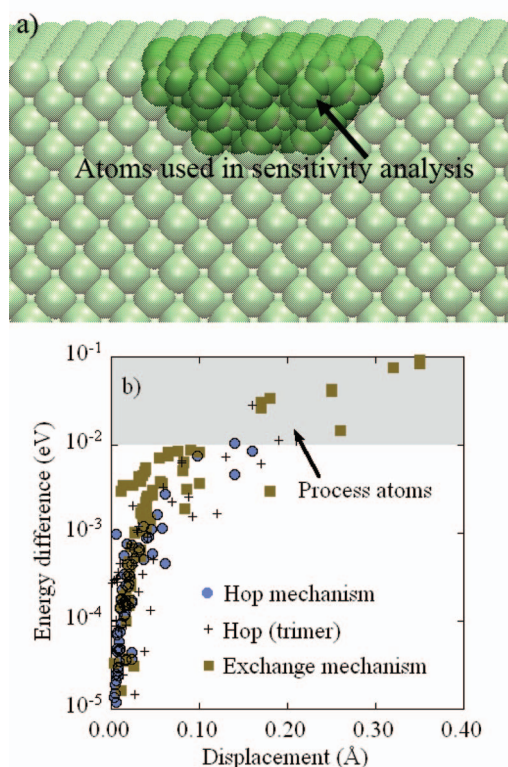 a)
Atoms used in sensitivity analysis
b)
10^-1
10^-2
10^-3
10^-4
10^-5
Energy difference (eV)
Process atoms
Hop mechanism
Hop (trimer)
Exchange mechanism
0.00 0.10 0.20 0.30 0.40
Displacement (Å)